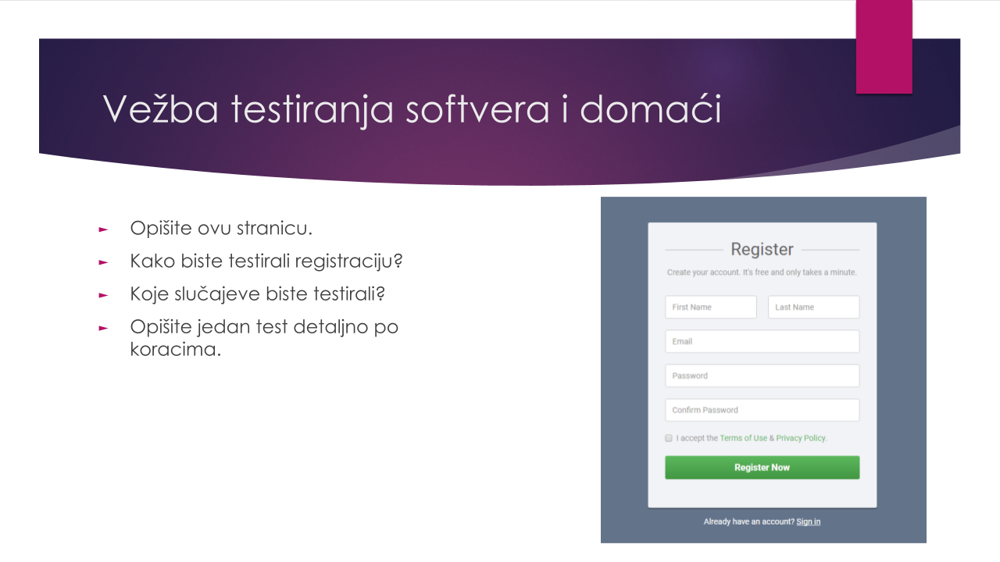 Vežba testiranja softvera i domaći
► Opišite ovu stranicu.
► Kako biste testirali registraciju?
► Koje slučajeve biste testirali?
► Opišite jedan test detaljno po
koracima.
Register
Create your account. It's free and only takes a minute.
First Name Last Name
Email
Password
Confirm Password
I accept the Terms of Use & Privacy Policy.
Register Now
Already have an account? Sign in